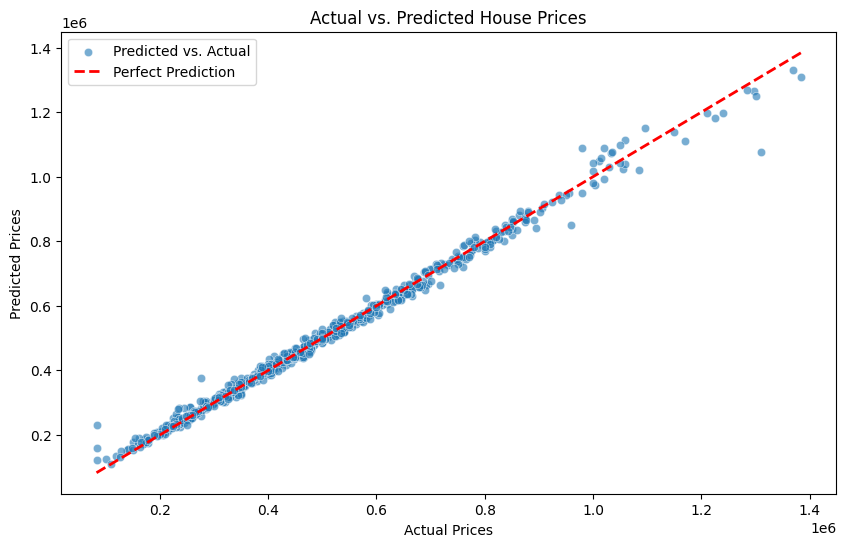 Actual vs. Predicted House Prices
1e6
Predicted vs. Actual
Perfect Prediction
Predicted Prices
1.4
1.2
1.0
0.8
0.6
0.4
0.2
0.2 0.4 0.6 0.8 1.0 1.2 1.4
1e6
Actual Prices